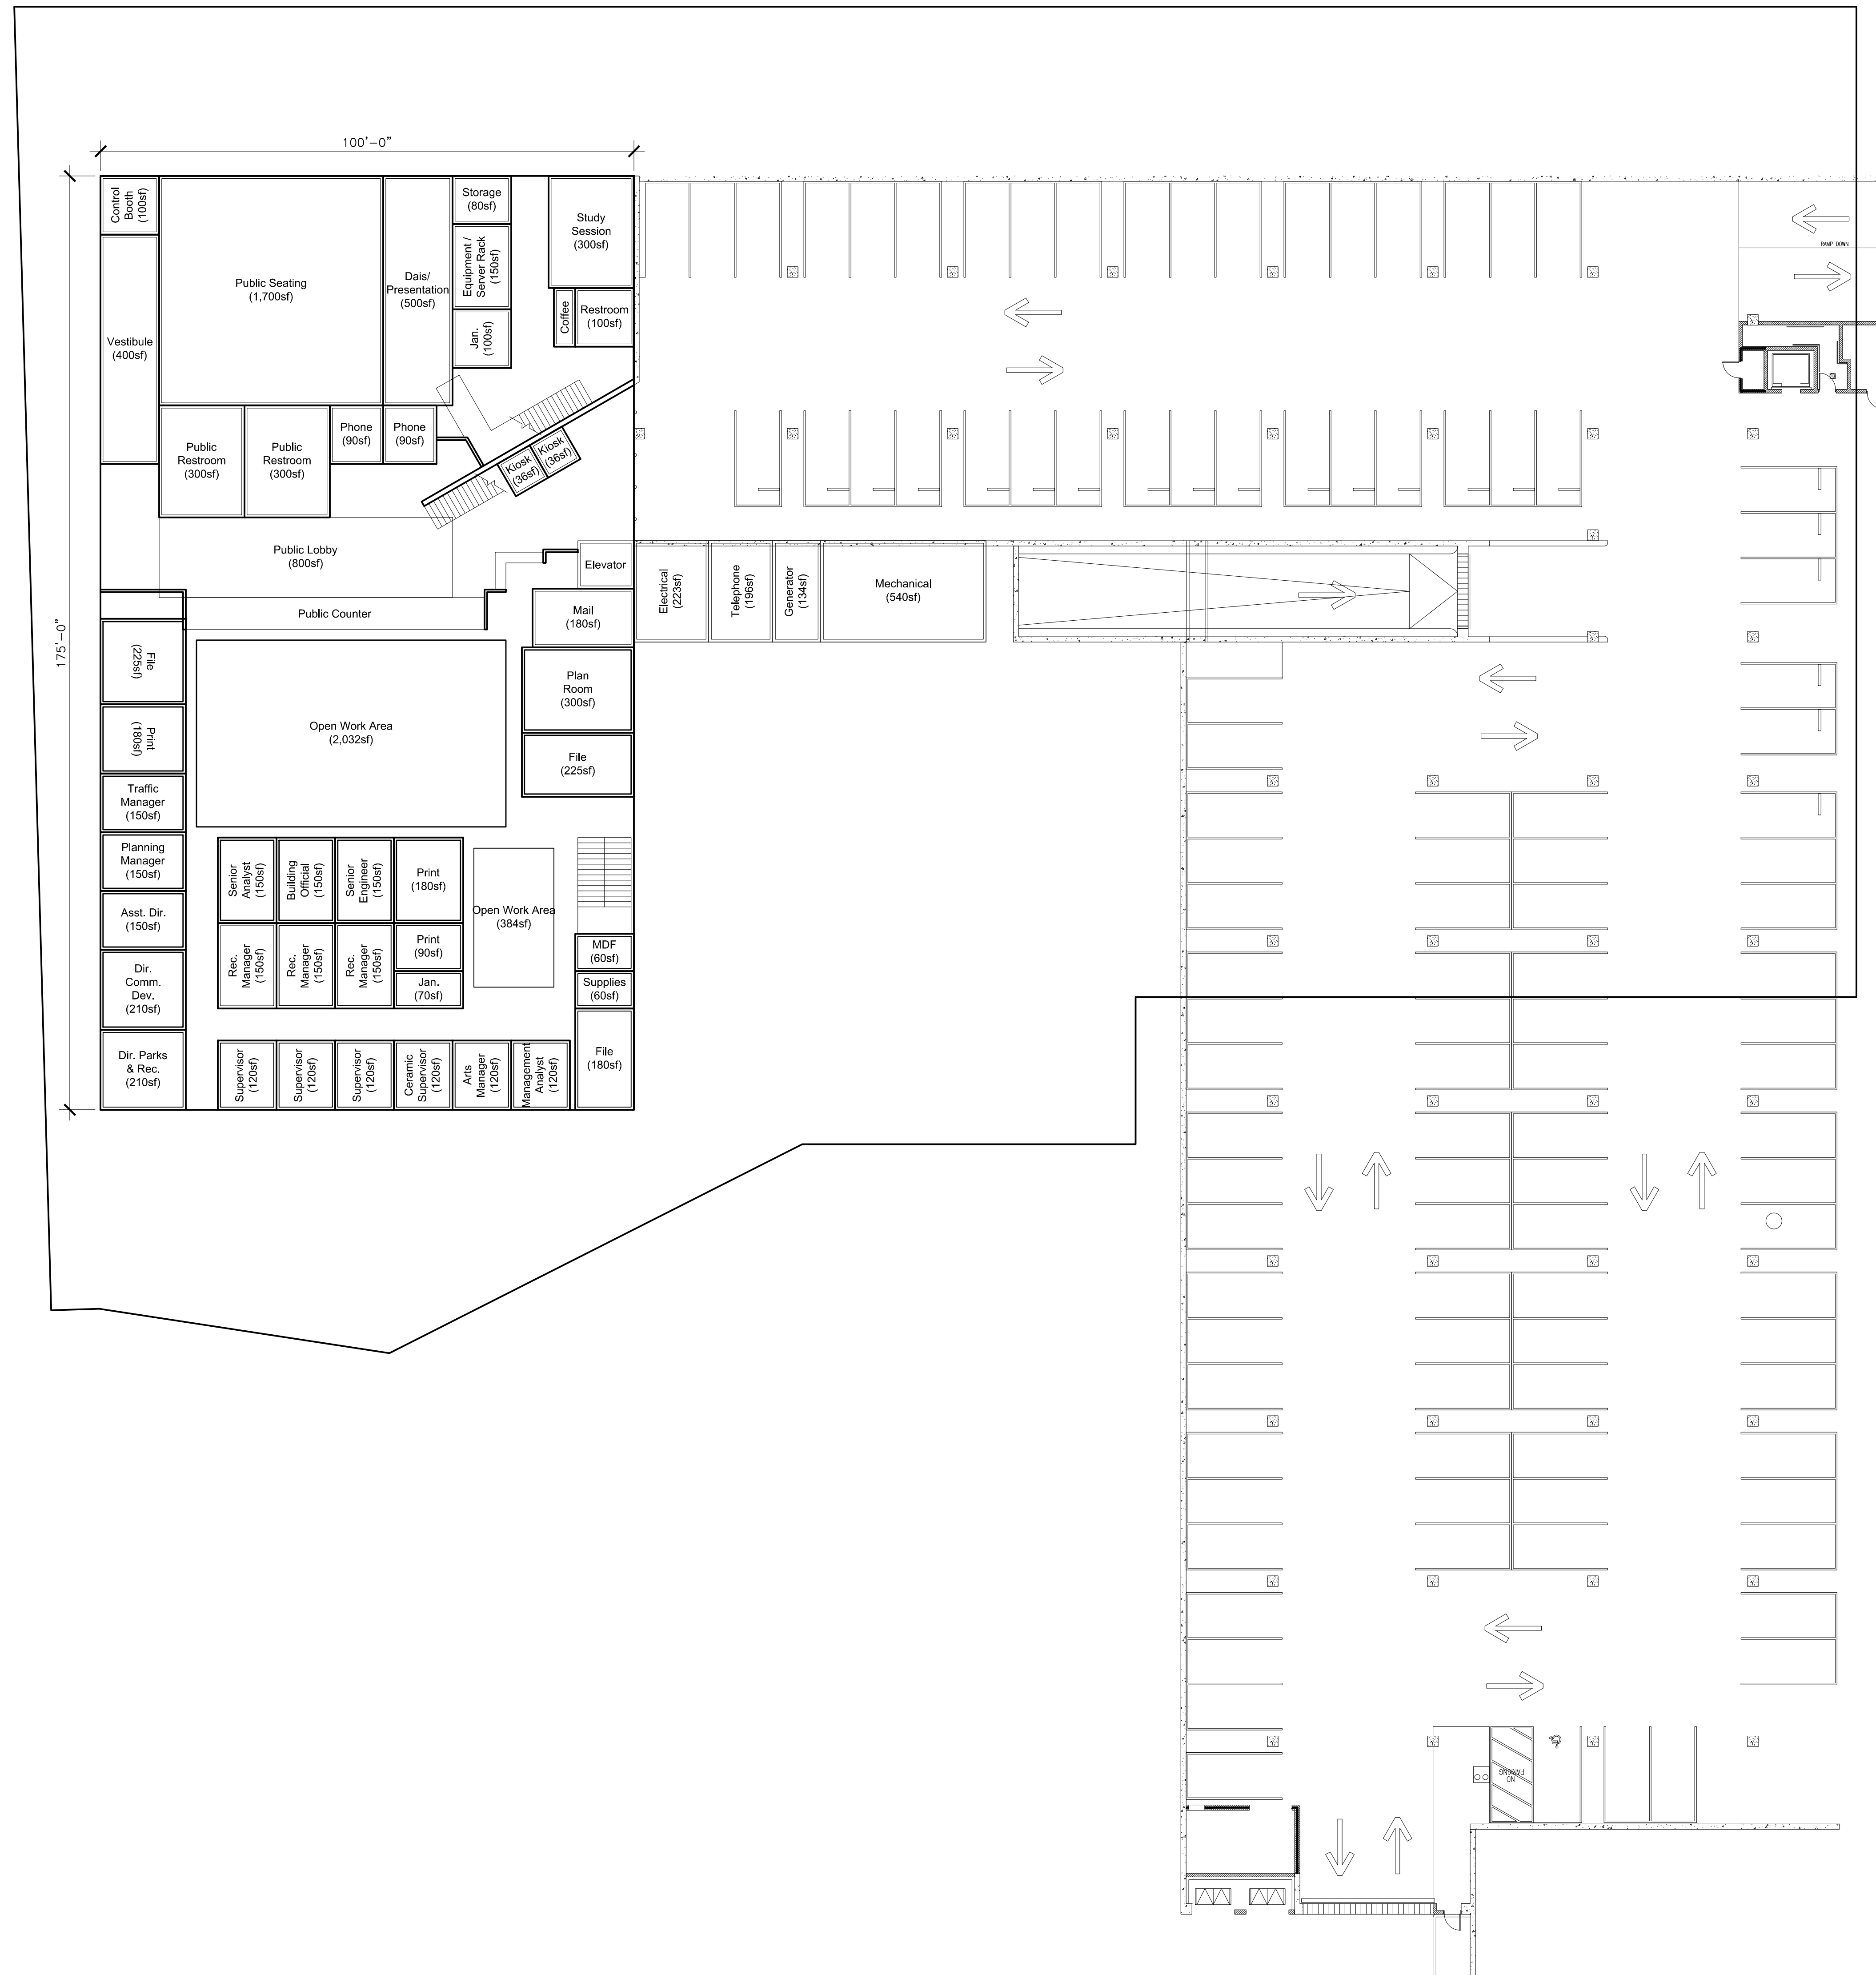 100'-0"
175'-0"
Control
Booth
(100sf)
Public Seating
(1,700sf)
Dais/
Presentation
(500sf)
Storage
(80sf)
Equipment /
Server Rack
(150sf)
Jan.
(100sf)
Study
Session
(300sf)
Coffee
Restroom
(100sf)
Vestibule
(400sf)
Public
Restroom
(300sf)
Public
Restroom
(300sf)
Phone
(90sf)
Phone
(90sf)
Kiosk
(36sf)
Kiosk
(36sf)
RAMP DOWN
Public Lobby
(800sf)
Elevator
Public Counter
Mail
(180sf)
Electrical
(223sf)
Telephone
(196sf)
Generator
(134sf)
Mechanical
(540sf)
File
(225sf)
Plan
Room
(300sf)
Print
(180sf)
Open Work Area
(2,032sf)
File
(225sf)
Traffic
Manager
(150sf)
Planning
Manager
(150sf)
Senior
Analyst
(150sf)
Building
Official
(150sf)
Senior
Engineer
(150sf)
Print
(180sf)
Open Work Area
(384sf)
Asst. Dir.
(150sf)
Rec.
Manager
(150sf)
Rec.
Manager
(150sf)
Rec.
Manager
(150sf)
Print
(90sf)
Jan.
(70sf)
MDF
(60sf)
Supplies
(60sf)
Dir.
Comm.
Dev.
(210sf)
Dir. Parks
& Rec.
(210sf)
Supervisor
(120sf)
Supervisor
(120sf)
Supervisor
(120sf)
Ceramic
Supervisor
(120sf)
Arts
Manager
(120sf)
Management
Analyst
(120sf)
File
(180sf)
NO
PARKING